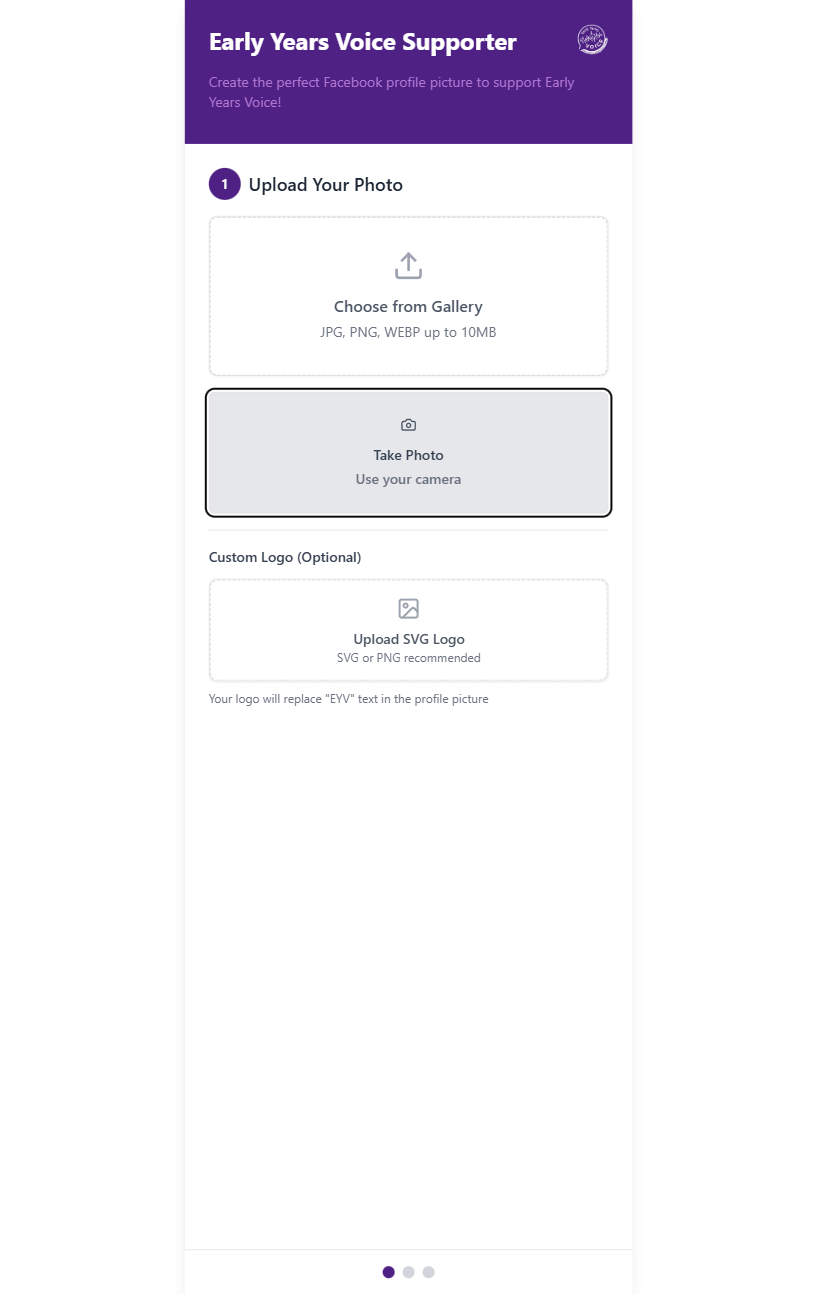 Early Years Voice Supporter
Create the perfect Facebook profile picture to support Early
Years Voice!
1 Upload Your Photo
Choose from Gallery
JPG, PNG, WEBP up to 10MB
Take Photo
Use your camera
Custom Logo (Optional)
Upload SVG Logo
SVG or PNG recommended
Your logo will replace "EYV" text in the profile picture